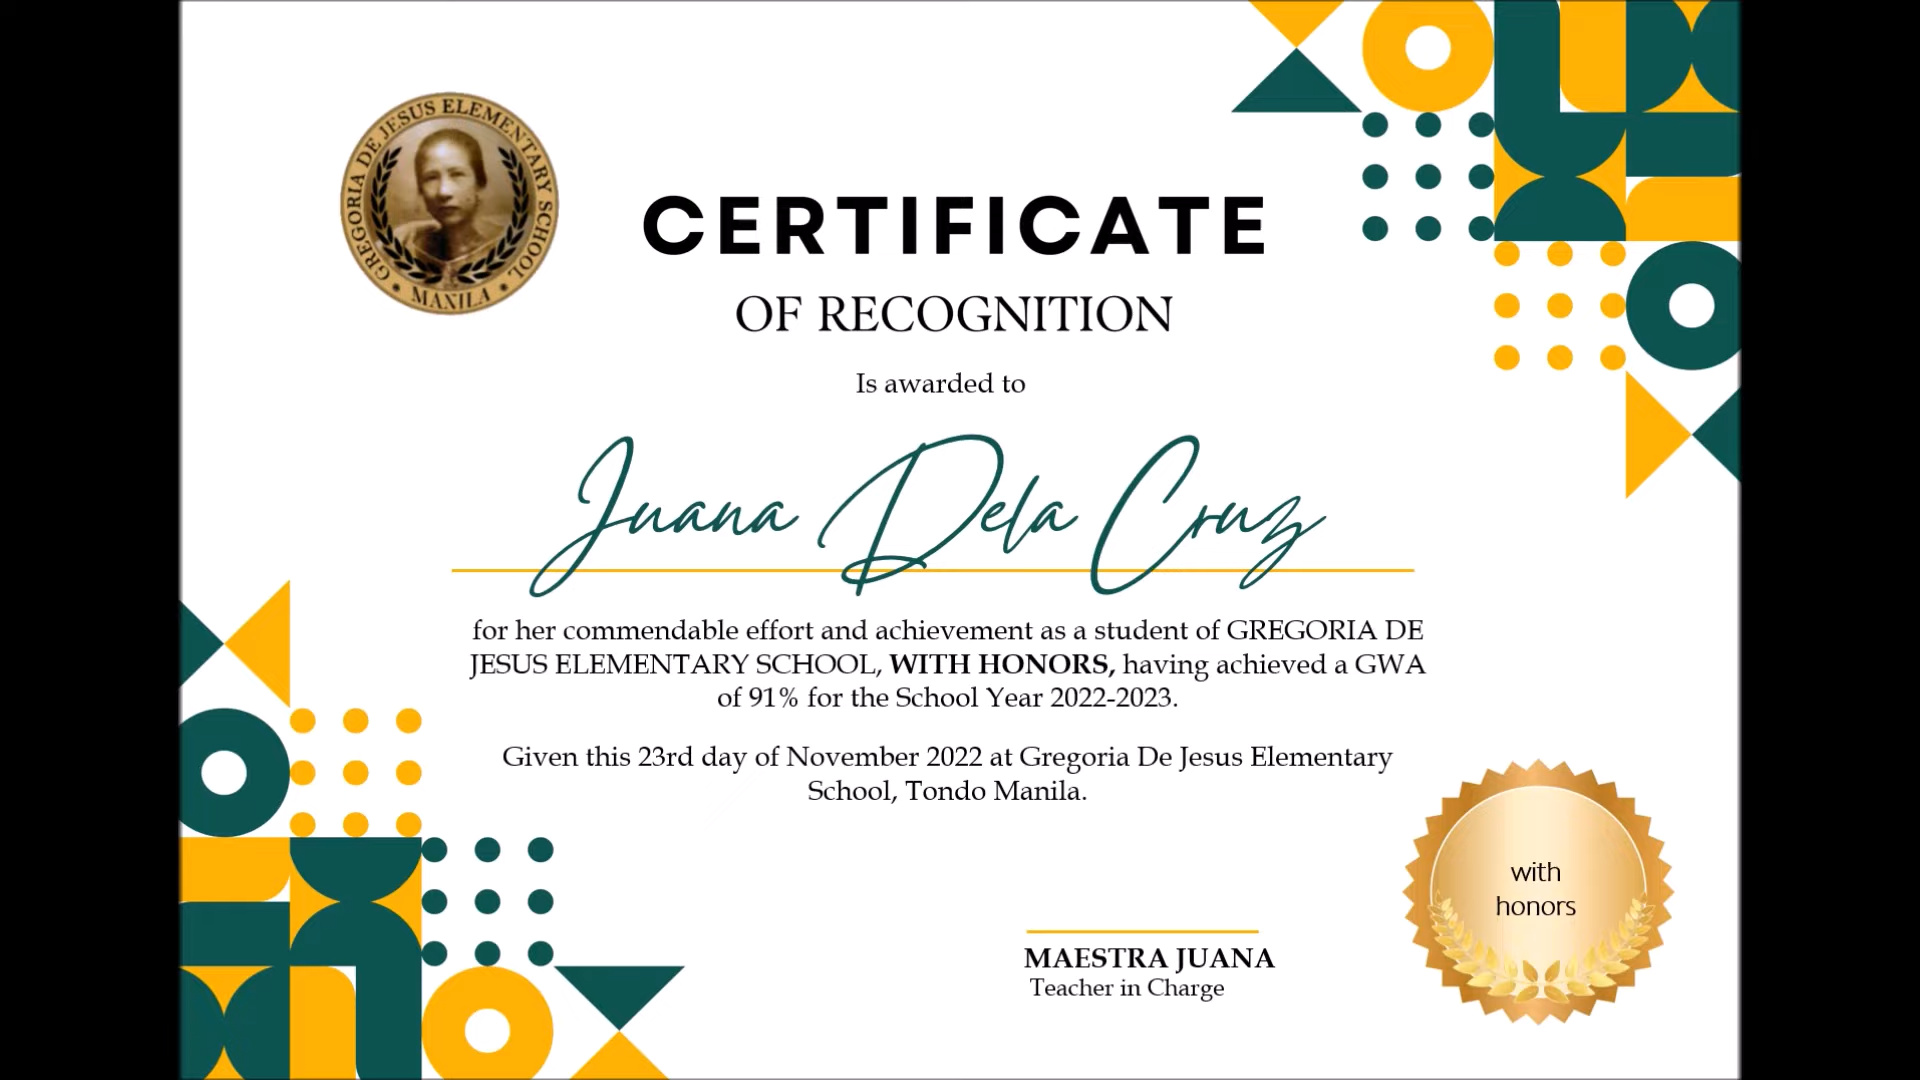 GREGORIA DE JESUS ELEMENTARY SCHOOL
• MANILA •
CERTIFICATE
OF RECOGNITION
Is awarded to
Juana Dela Cruz
for her commendable effort and achievement as a student of GREGORIA DE
JESUS ELEMENTARY SCHOOL, WITH HONORS, having achieved a GWA
of 91% for the School Year 2022-2023.
Given this 23rd day of November 2022 at Gregoria De Jesus Elementary
School, Tondo Manila.
with
honors
MAESTRA JUANA
Teacher in Charge